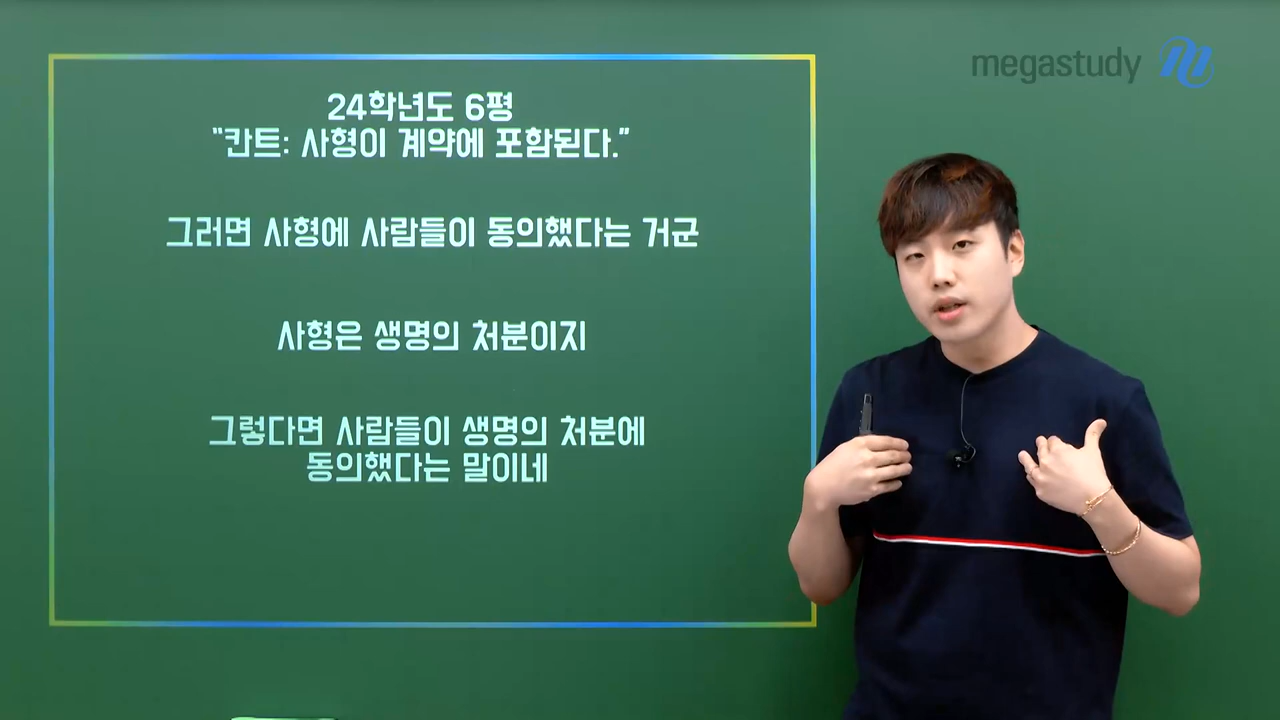 megastudy
24학년도 6평
"칸트: 사형이 계약에 포함된다."
그러면 사형에 사람들이 동의했다는 거군
사형은 생명의 처분이지
그렇다면 사람들이 생명의 처분에
동의했다는 말이네